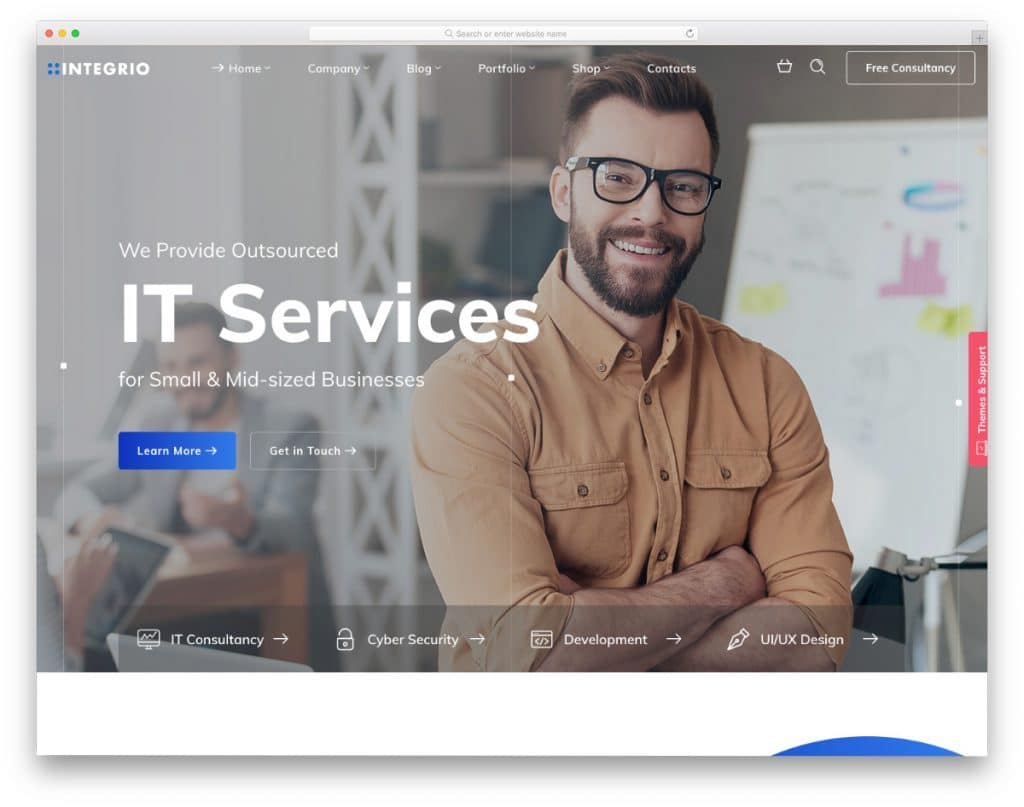 Search or enter website name
INTEGRIO
Home
Company
Blog
Portfolio
Shop
Contacts
Free Consultancy
We Provide Outsourced
IT Services
for Small & Mid-sized Businesses
Learn More
Get in Touch
Themes & Support
IT Consultancy
Cyber Security
Development
UI/UX Design